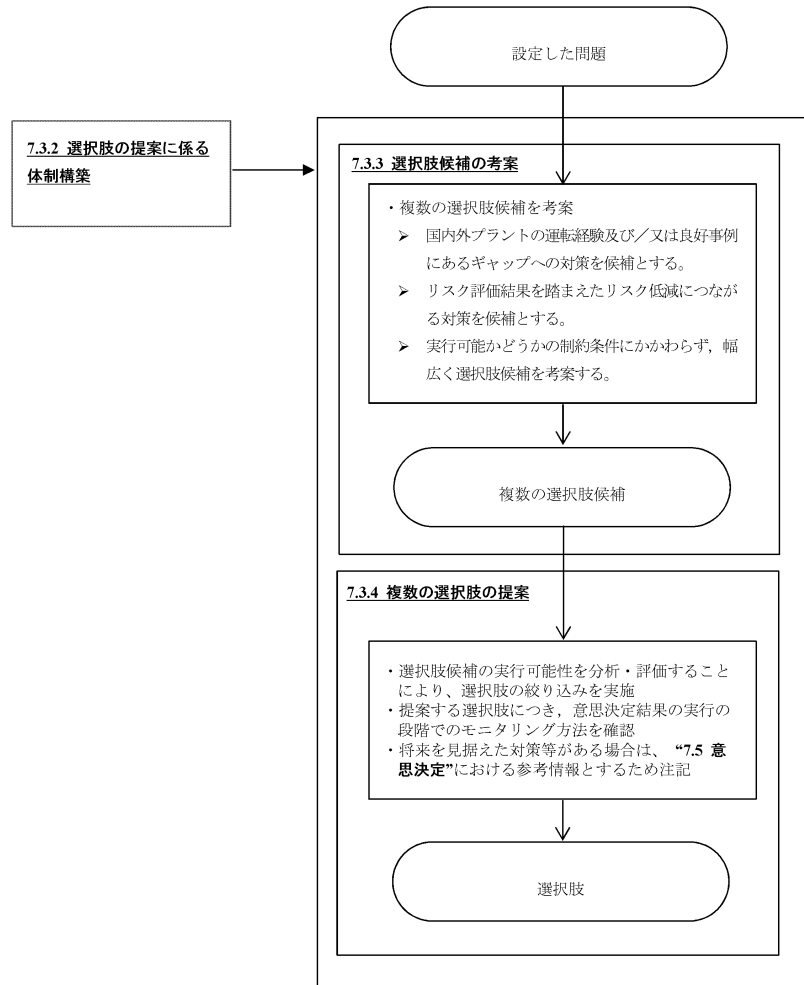 設定した問題
7.3.2 選択肢の提案に係る
体制構築
7.3.3 選択肢候補の考案
・複数の選択肢候補を考案
➢ 国内外プラントの運転経験及び／又は良好事例
にあるギャップへの対策を候補とする。
➢ リスク評価結果を踏まえたリスク低減につなが
る対策を候補とする。
➢ 実行可能かどうかの制約条件にかかわらず，幅
広く選択肢候補を考案する。
複数の選択肢候補
7.3.4 複数の選択肢の提案
・選択肢候補の実行可能性を分析・評価すること
により、選択肢の絞り込みを実施
・提案する選択肢につき，意思決定結果の実行の
段階でのモニタリング方法を確認
・将来を見据えた対策等がある場合は、“7.5 意
思決定”における参考情報とするため注記
選択肢